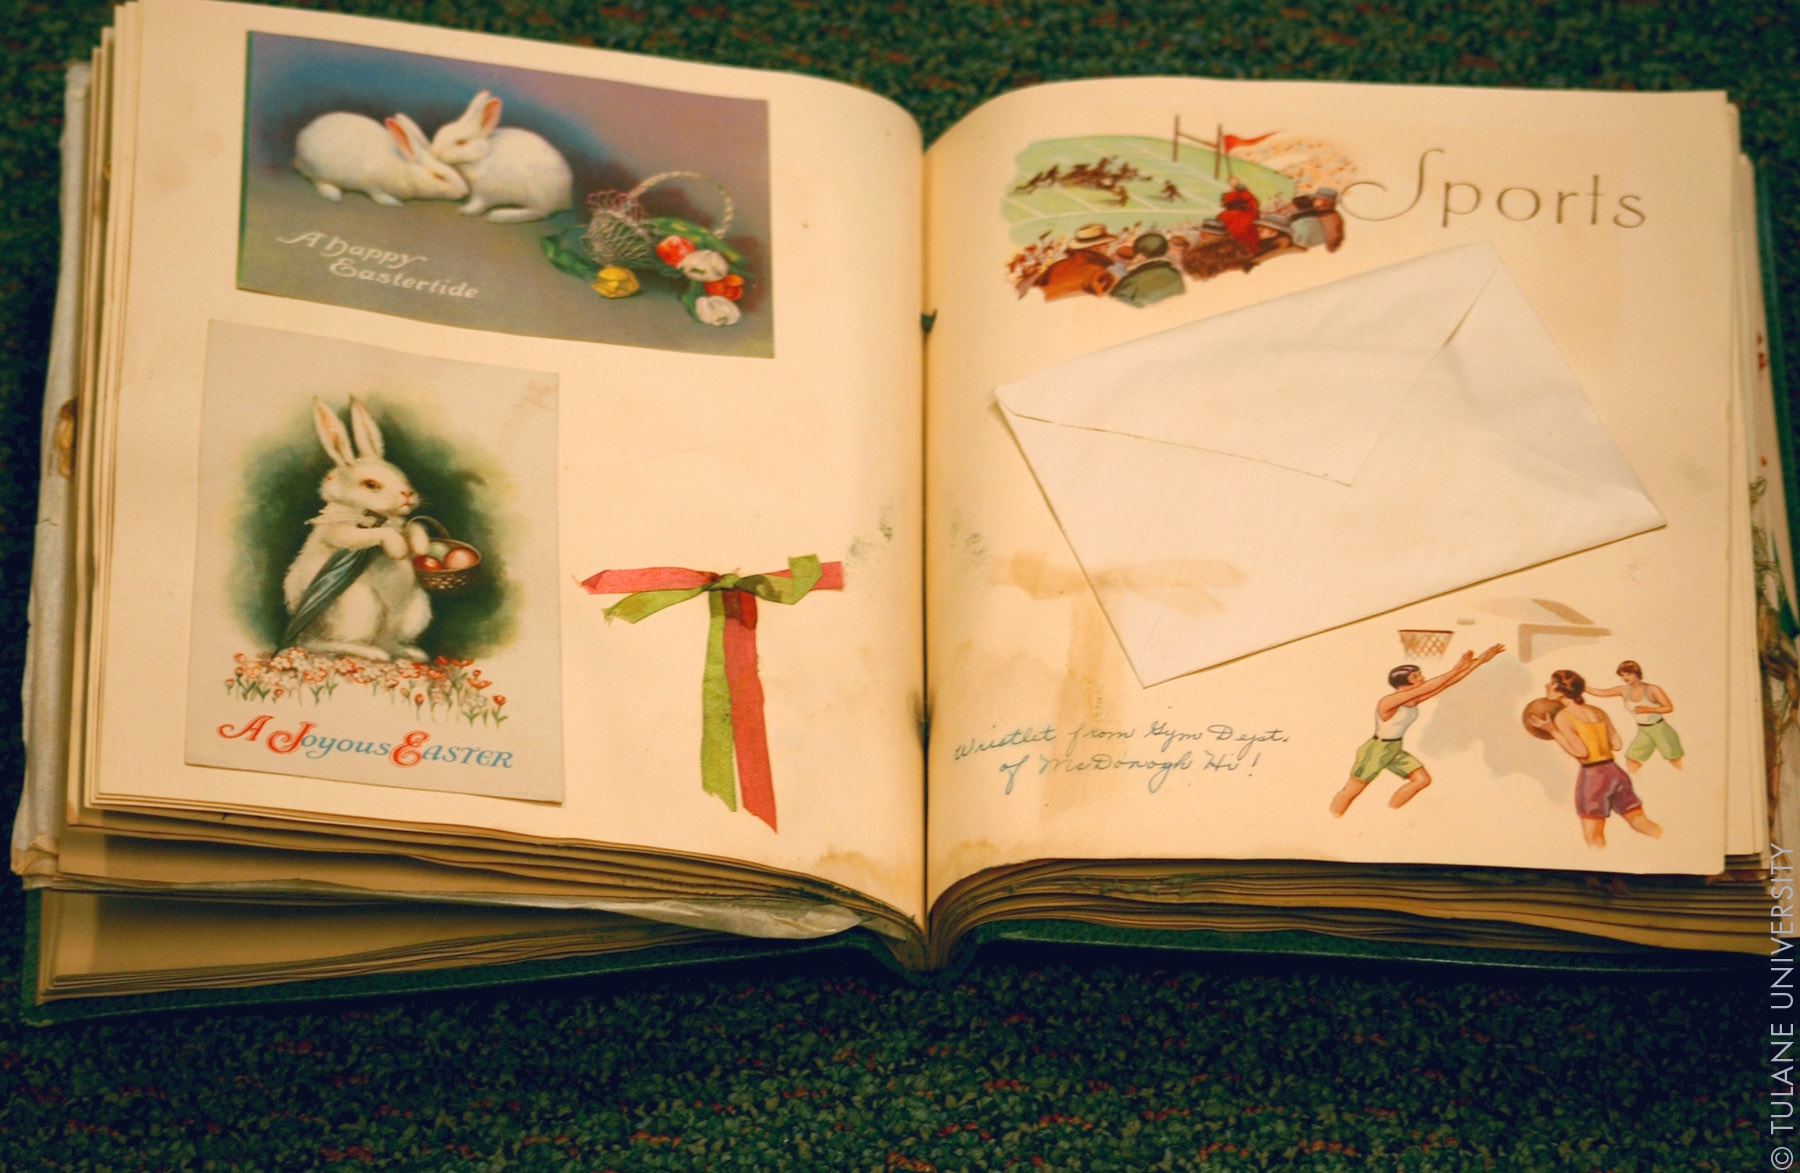 A Happy
Eastertide
A Joyous Easter
Sports
Wristlet from Gym Dept.
of McDonogh Hi!
© TULANE UNIVERSITY